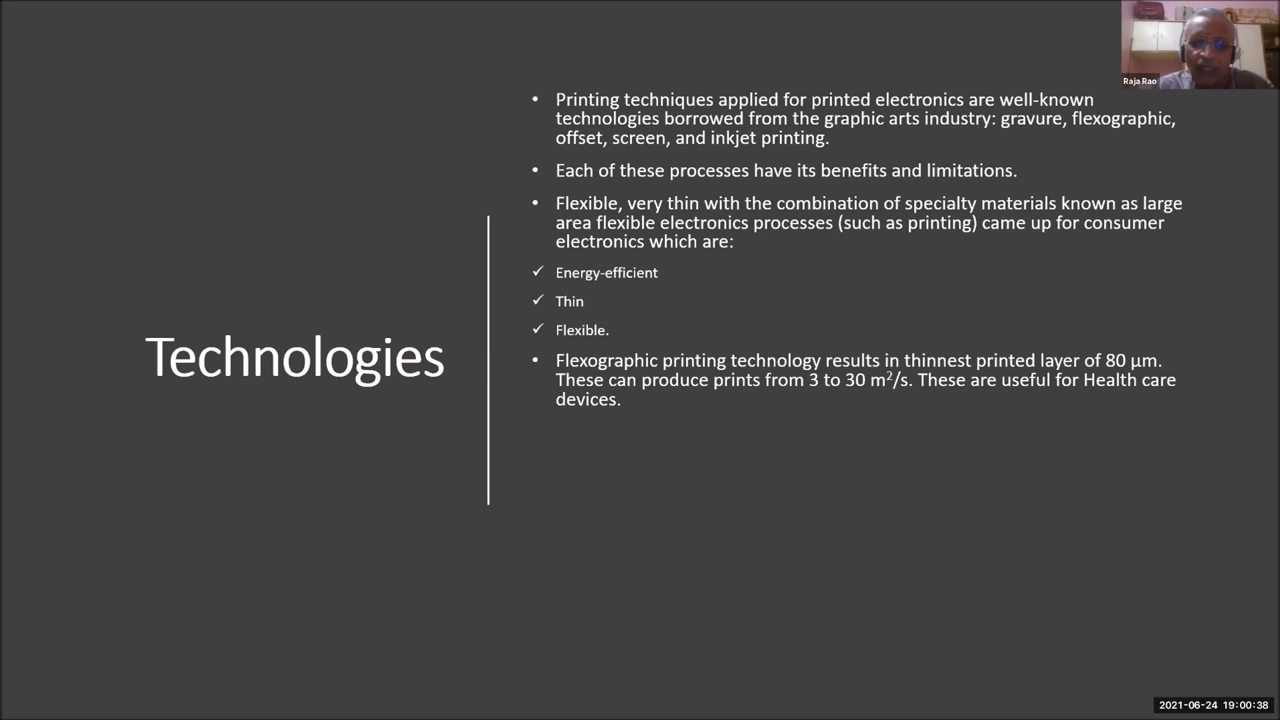 Raja Rao
• Printing techniques applied for printed electronics are well-known
technologies borrowed from the graphic arts industry: gravure, flexographic,
offset, screen, and inkjet printing.
• Each of these processes have its benefits and limitations.
• Flexible, very thin with the combination of specialty materials known as large
area flexible electronics processes (such as printing) came up for consumer
electronics which are:
✓ Energy-efficient
✓ Thin
✓ Flexible.
Technologies
• Flexographic printing technology results in thinnest printed layer of 80 μm.
These can produce prints from 3 to 30 m²/s. These are useful for Health care
devices.
2021-06-24 19:00:38